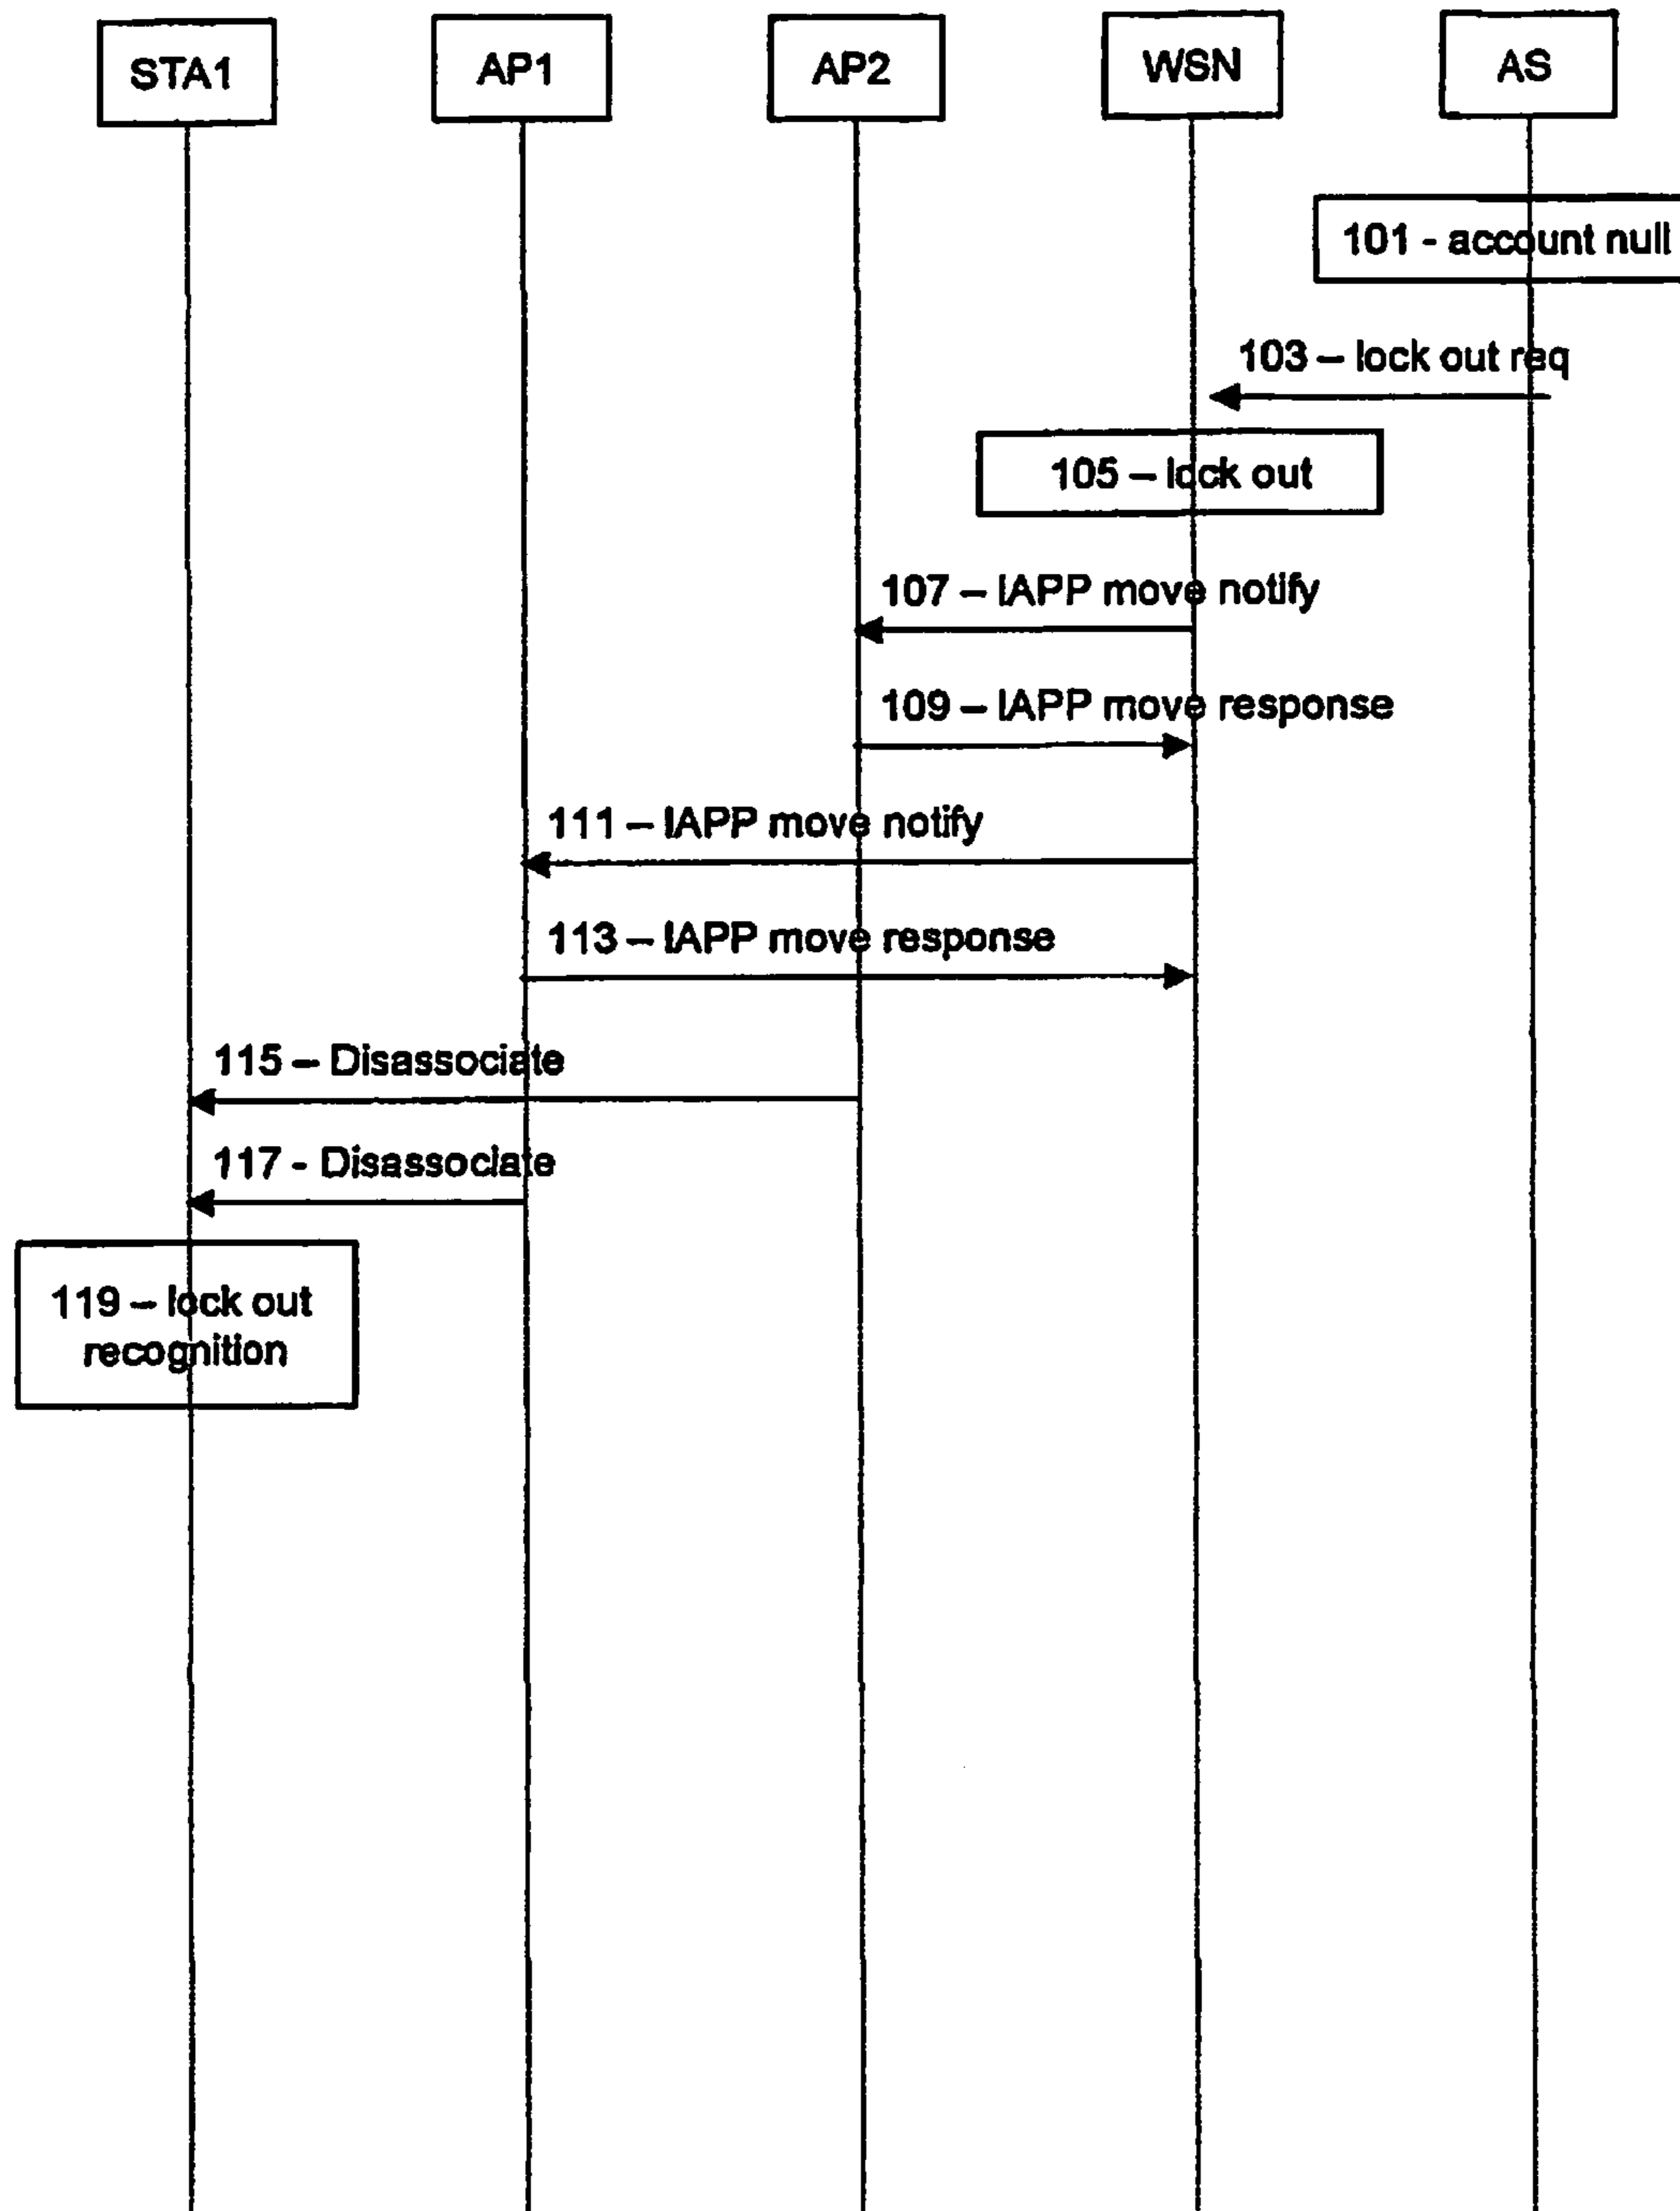 STA1
AP1
AP2
WSN
AS
101 - account null
103 – lock out req
105 – lock out
107 – IAPP move notify
109 – IAPP move response
111 – IAPP move notify
113 – IAPP move response
115 – Disassociate
117 - Disassociate
119 – lock out
recognition